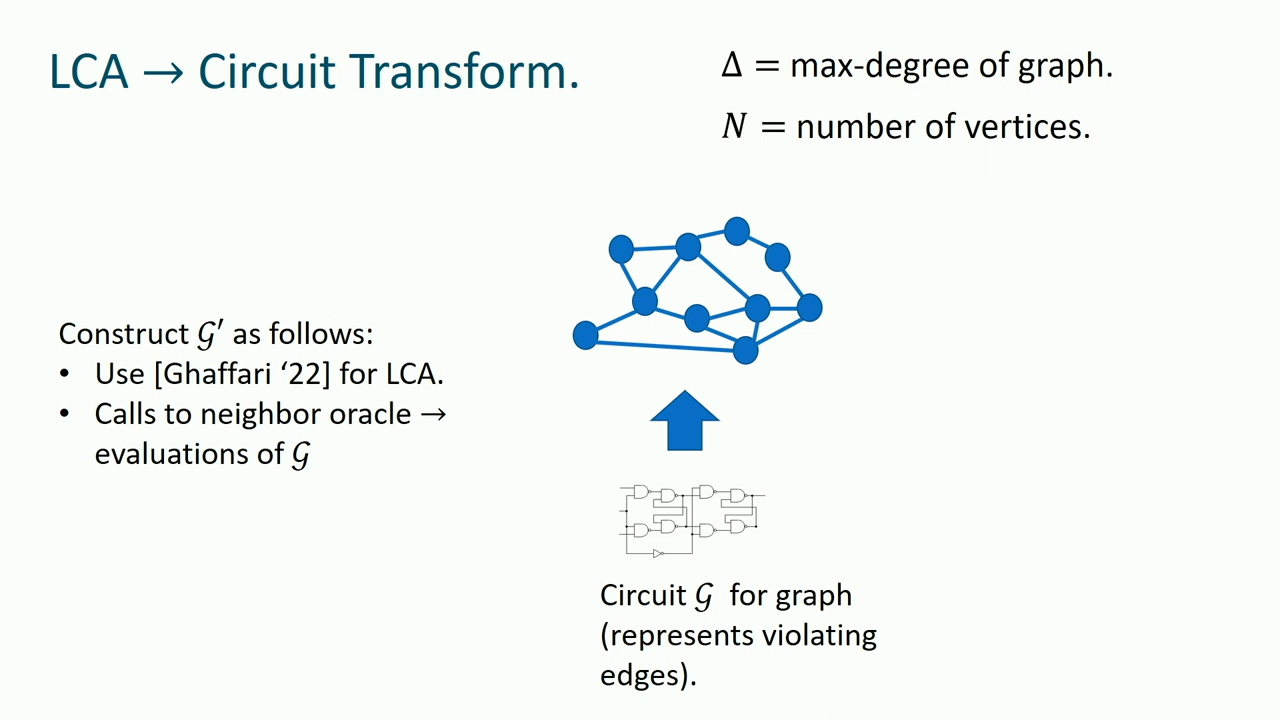 LCA → Circuit Transform.
Δ = max-degree of graph.
N = number of vertices.
Construct 𝒢′ as follows:
• Use [Ghaffari ‘22] for LCA.
• Calls to neighbor oracle →
evaluations of 𝒢
Circuit 𝒢 for graph
(represents violating
edges).